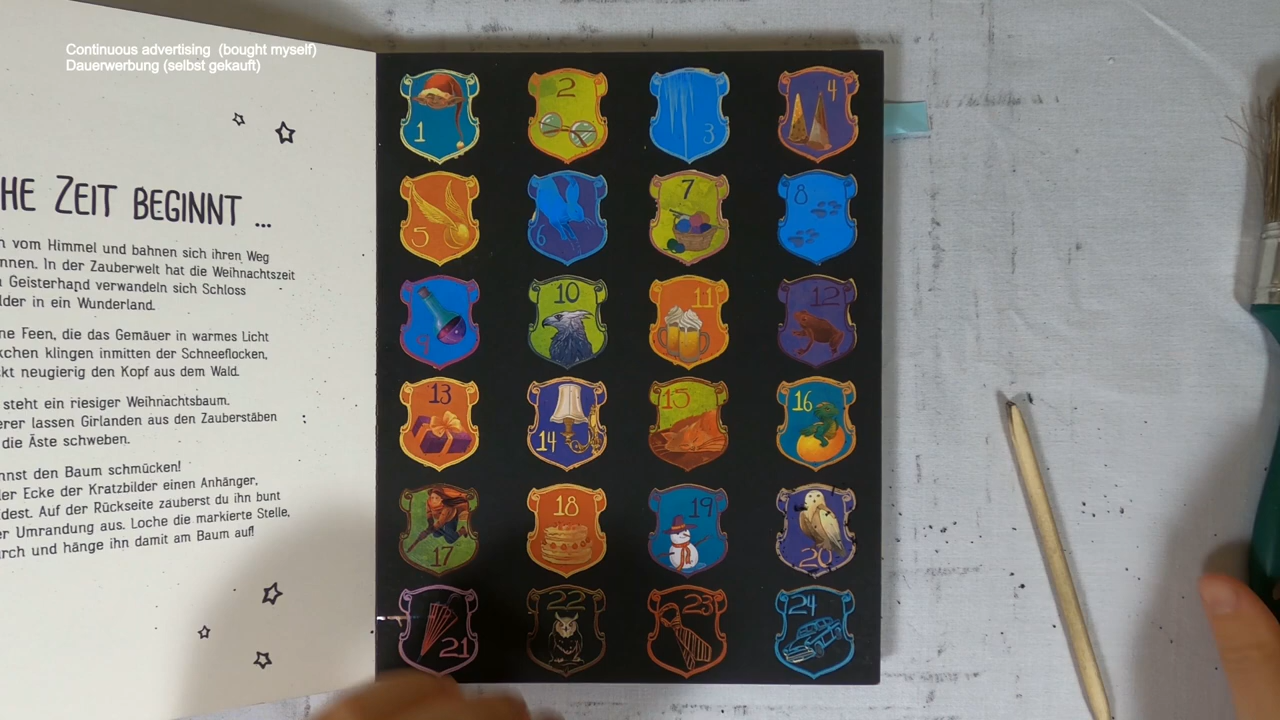 Continuous advertising (bought myself)
Dauerwerbung (selbst gekauft)
HE ZEIT BEGINNT ...
n vom Himmel und bahnen sich ihren Weg
nnen. In der Zauberwelt hat die Weihnachtszeit
n Geisterhand verwandeln sich Schloss
lder in ein Wunderland.
ne Feen, die das Gemäuer in warmes Licht
kchen klingen inmitten der Schneeflocken,
kt neugierig den Kopf aus dem Wald.
steht ein riesiger Weihnachtsbaum.
erer lassen Girlanden aus den Zauberstäben
die Äste schweben.
nnst den Baum schmücken!
der Ecke der Kratzbilder einen Anhänger,
dest. Auf der Rückseite zauberst du ihn bunt
er Umrandung aus. Loche die markierte Stelle,
urch und hänge ihn damit am Baum auf!
1 2 3 4
5 6 7 8
9 10 11 12
13 14 15 16
17 18 19 20
21 22 23 24